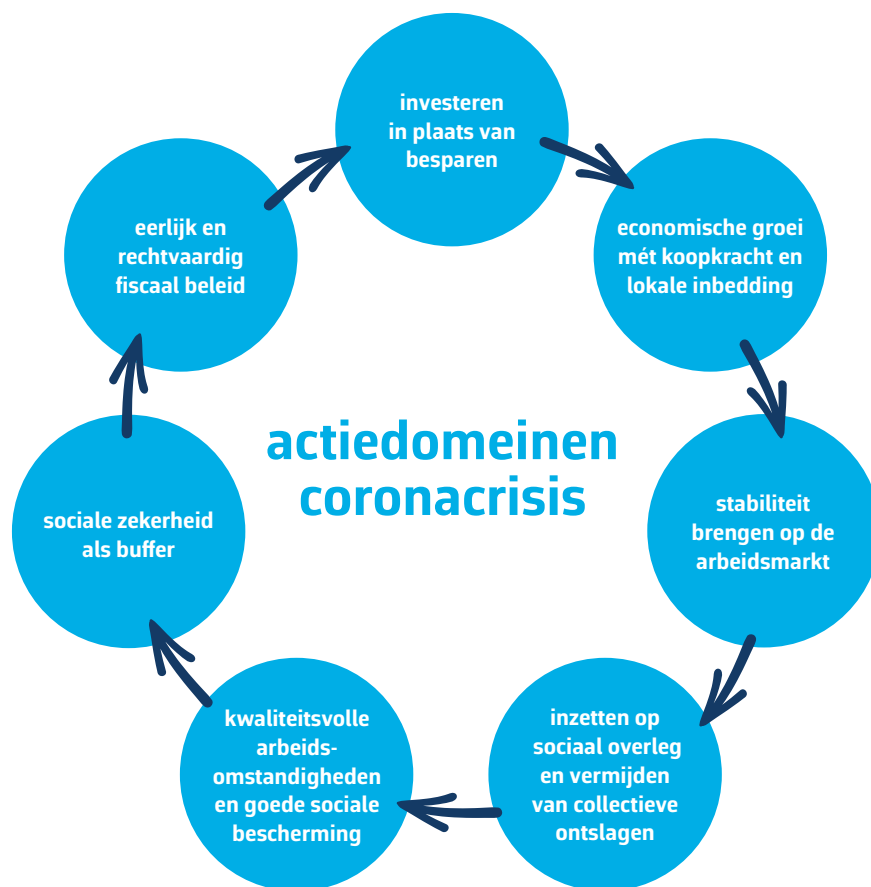 investeren
in plaats van
besparen
economische groei
mét koopkracht en
lokale inbedding
stabiliteit
brengen op de
arbeidsmarkt
inzetten op
sociaal overleg
en vermijden
van collectieve
ontslagen
kwaliteitsvolle
arbeids-
omstandigheden
en goede sociale
bescherming
sociale zekerheid
als buffer
eerlijk en
rechtvaardig
fiscaal beleid
actiedomeinen
coronacrisis